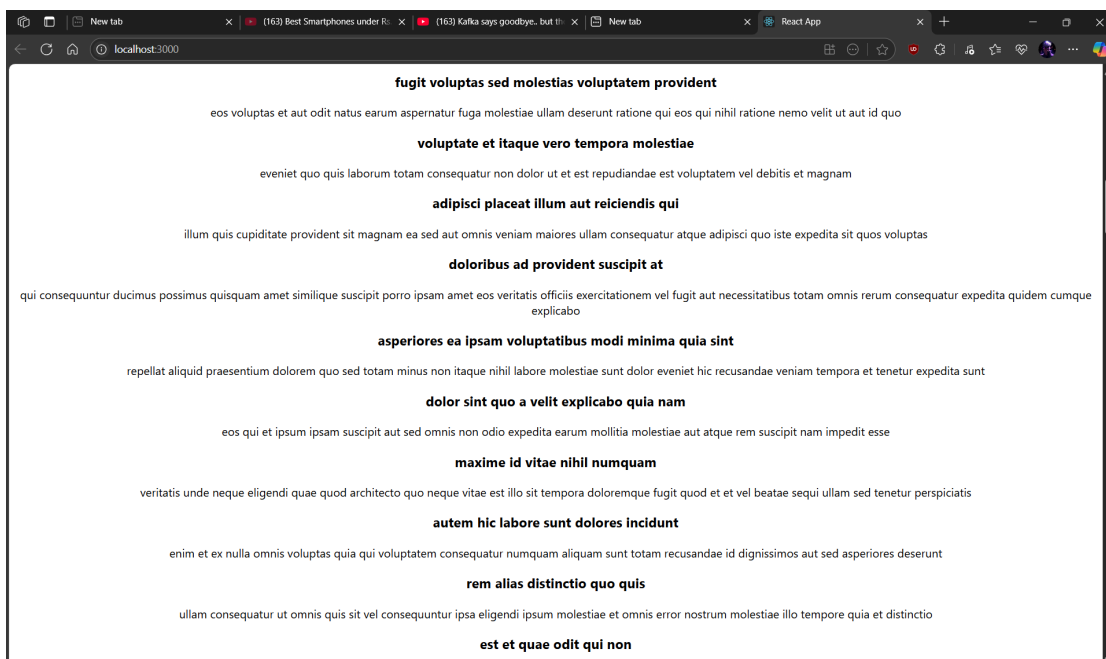 New tab
(163) Best Smartphones under Rs.
(163) Kafka says goodbye.. but th
New tab
React App
localhost:3000
fugit voluptas sed molestias voluptatem provident
eos voluptas et aut odit natus earum aspernatur fuga molestiae ullam deserunt ratione qui eos qui nihil ratione nemo velit ut aut id quo
voluptate et itaque vero tempora molestiae
eveniet quo quis laborum totam consequatur non dolor ut et est repudiandae est voluptatem vel debitis et magnam
adipisci placeat illum aut reiciendis qui
illum quis cupiditate provident sit magnam ea sed aut omnis veniam maiores ullam consequatur atque adipisci quo iste expedita sit quos voluptas
doloribus ad provident suscipit at
qui consequuntur ducimus possimus quisquam amet similique suscipit porro ipsam amet eos veritatis officiis exercitationem vel fugit aut necessitatibus totam omnis rerum consequatur expedita quidem cumque
explicabo
asperiores ea ipsam voluptatibus modi minima quia sint
repellat aliquid praesentium dolorem quo sed totam minus non itaque nihil labore molestiae sunt dolor eveniet hic recusandae veniam tempora et tenetur expedita sunt
dolor sint quo a velit explicabo quia nam
eos qui et ipsum ipsam suscipit aut sed omnis non odio expedita earum mollitia molestiae aut atque rem suscipit nam impedit esse
maxime id vitae nihil numquam
veritatis unde neque eligendi quae quod architecto quo neque vitae est illo sit tempora doloremque fugit quod et et vel beatae sequi ullam sed tenetur perspiciatis
autem hic labore sunt dolores incidunt
enim et ex nulla omnis voluptas quia qui voluptatem consequatur numquam aliquam sunt totam recusandae id dignissimos aut sed asperiores deserunt
rem alias distinctio quo quis
ullam consequatur ut omnis quis sit vel consequuntur ipsa eligendi ipsum molestiae et omnis error nostrum molestiae illo tempore quia et distinctio
est et quae odit qui non